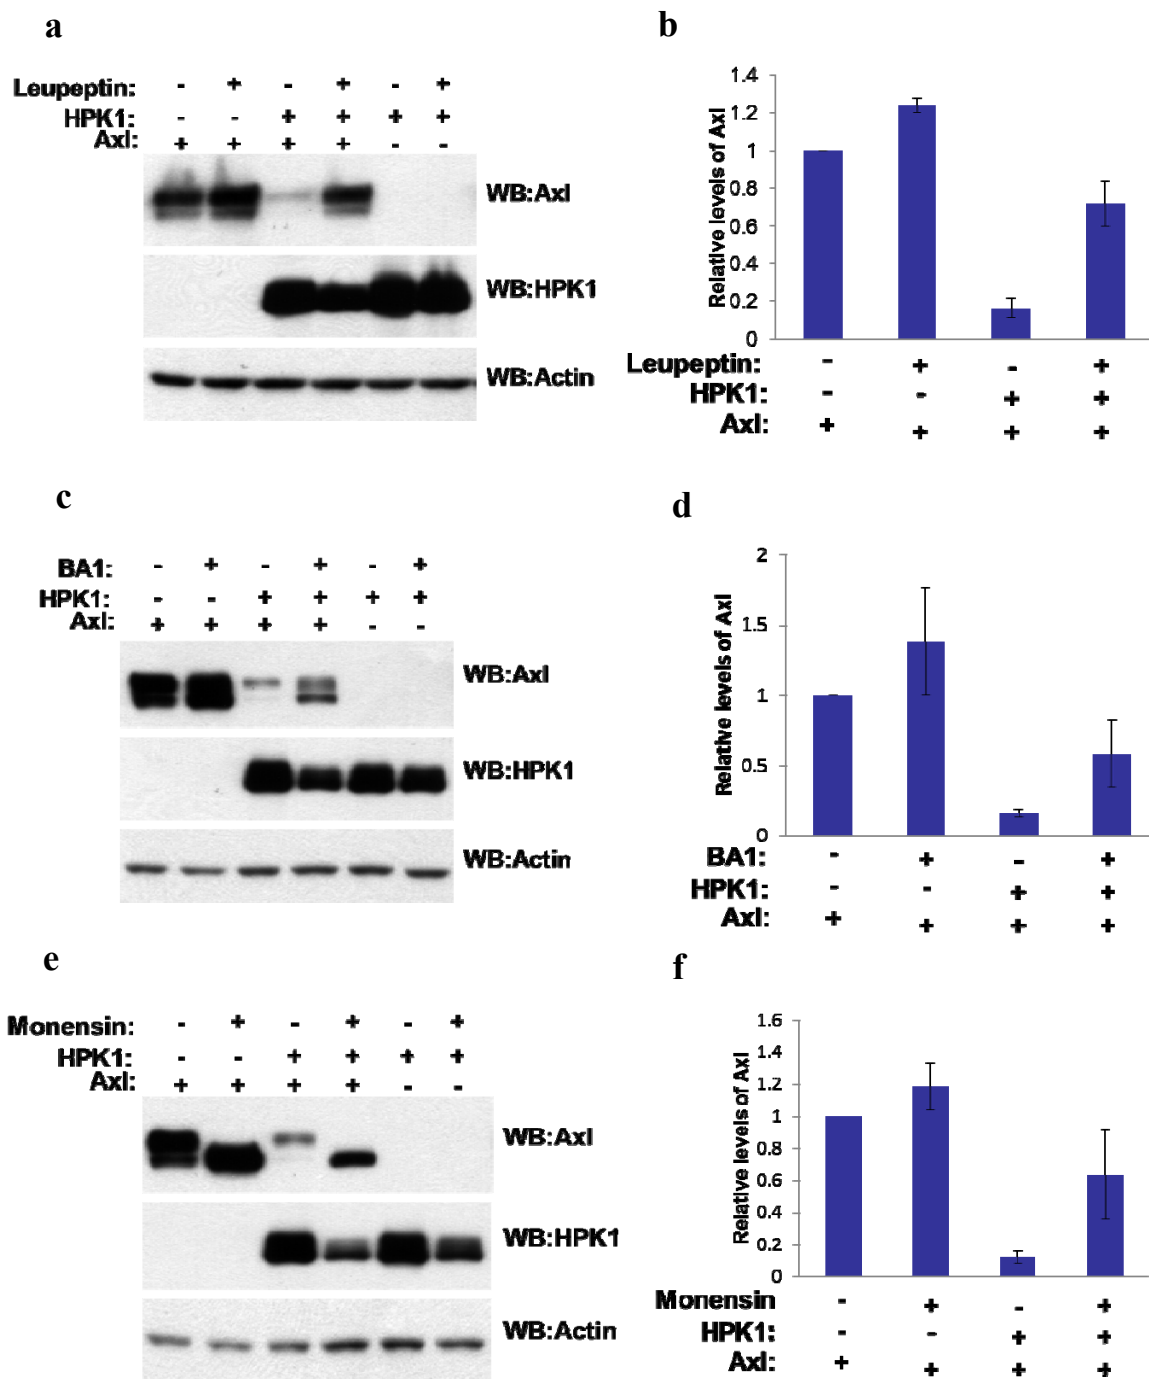 a
Leupeptin: - + - + - +
HPK1: - - + + + +
Axl: + + + + - -
WB:Axl
WB:HPK1
WB:Actin
b
Relative levels of Axl
1.4
1.2
1
0.8
0.6
0.4
0.2
0
Leupeptin: - + - +
HPK1: - - + +
Axl: + + + +
c
BA1: - + - + - +
HPK1: - - + + + +
Axl: + + + + - -
WB:Axl
WB:HPK1
WB:Actin
d
Relative levels of Axl
2
1.5
1
0.5
0
BA1: - + - +
HPK1: - - + +
Axl: + + + +
e
Monensin: - + - + - +
HPK1: - - + + + +
Axl: + + + + - -
WB:Axl
WB:HPK1
WB:Actin
f
Relative levels of Axl
1.6
1.4
1.2
1
0.8
0.6
0.4
0.2
0
Monensin - + - +
HPK1: - - + +
Axl: + + + +